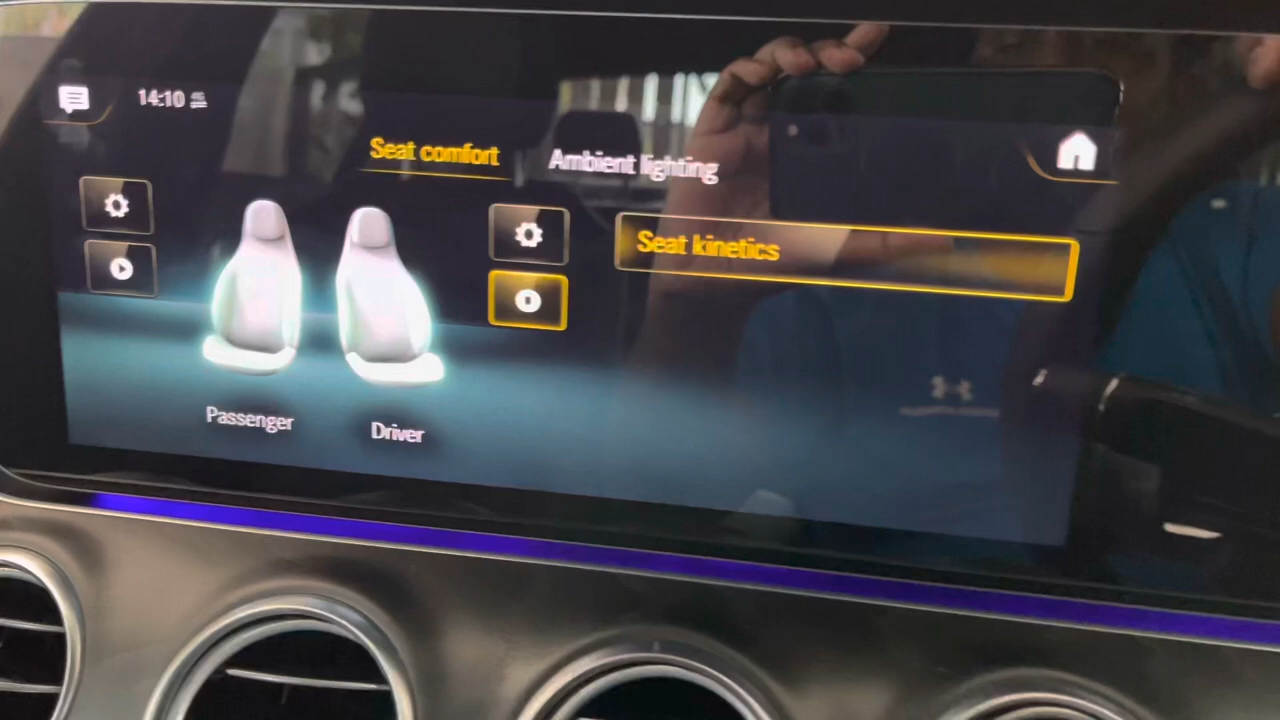 14:10
Seat comfort
Ambient lighting
Seat kinetics
Passenger
Driver